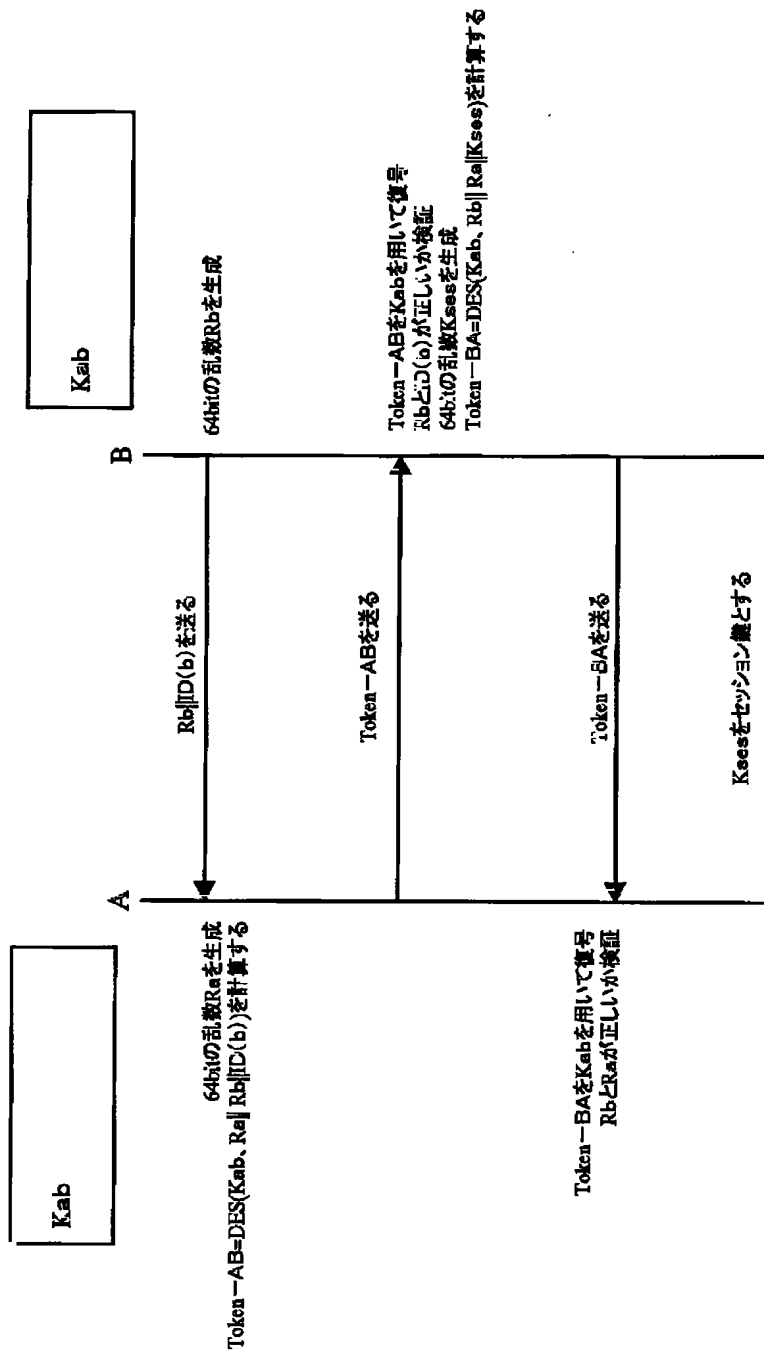 Kab
Kab
A
B
64bitの乱数Rbを生成
Rb||ID(b)を送る
64bitの乱数Raを生成
Token-AB=DES(Kab、Ra|| Rb||ID(b))を計算する
Token-ABを送る
Token-ABをKabを用いて復号
RbとID(b)が正しいか検証
64bitの乱数Ksesを生成
Token-BA=DES(Kab、Rb|| Ra||Kses)を計算する
Token-BAを送る
Token-BAをKabを用いて復号
RbとRaが正しいか検証
Ksesをセッション鍵とする